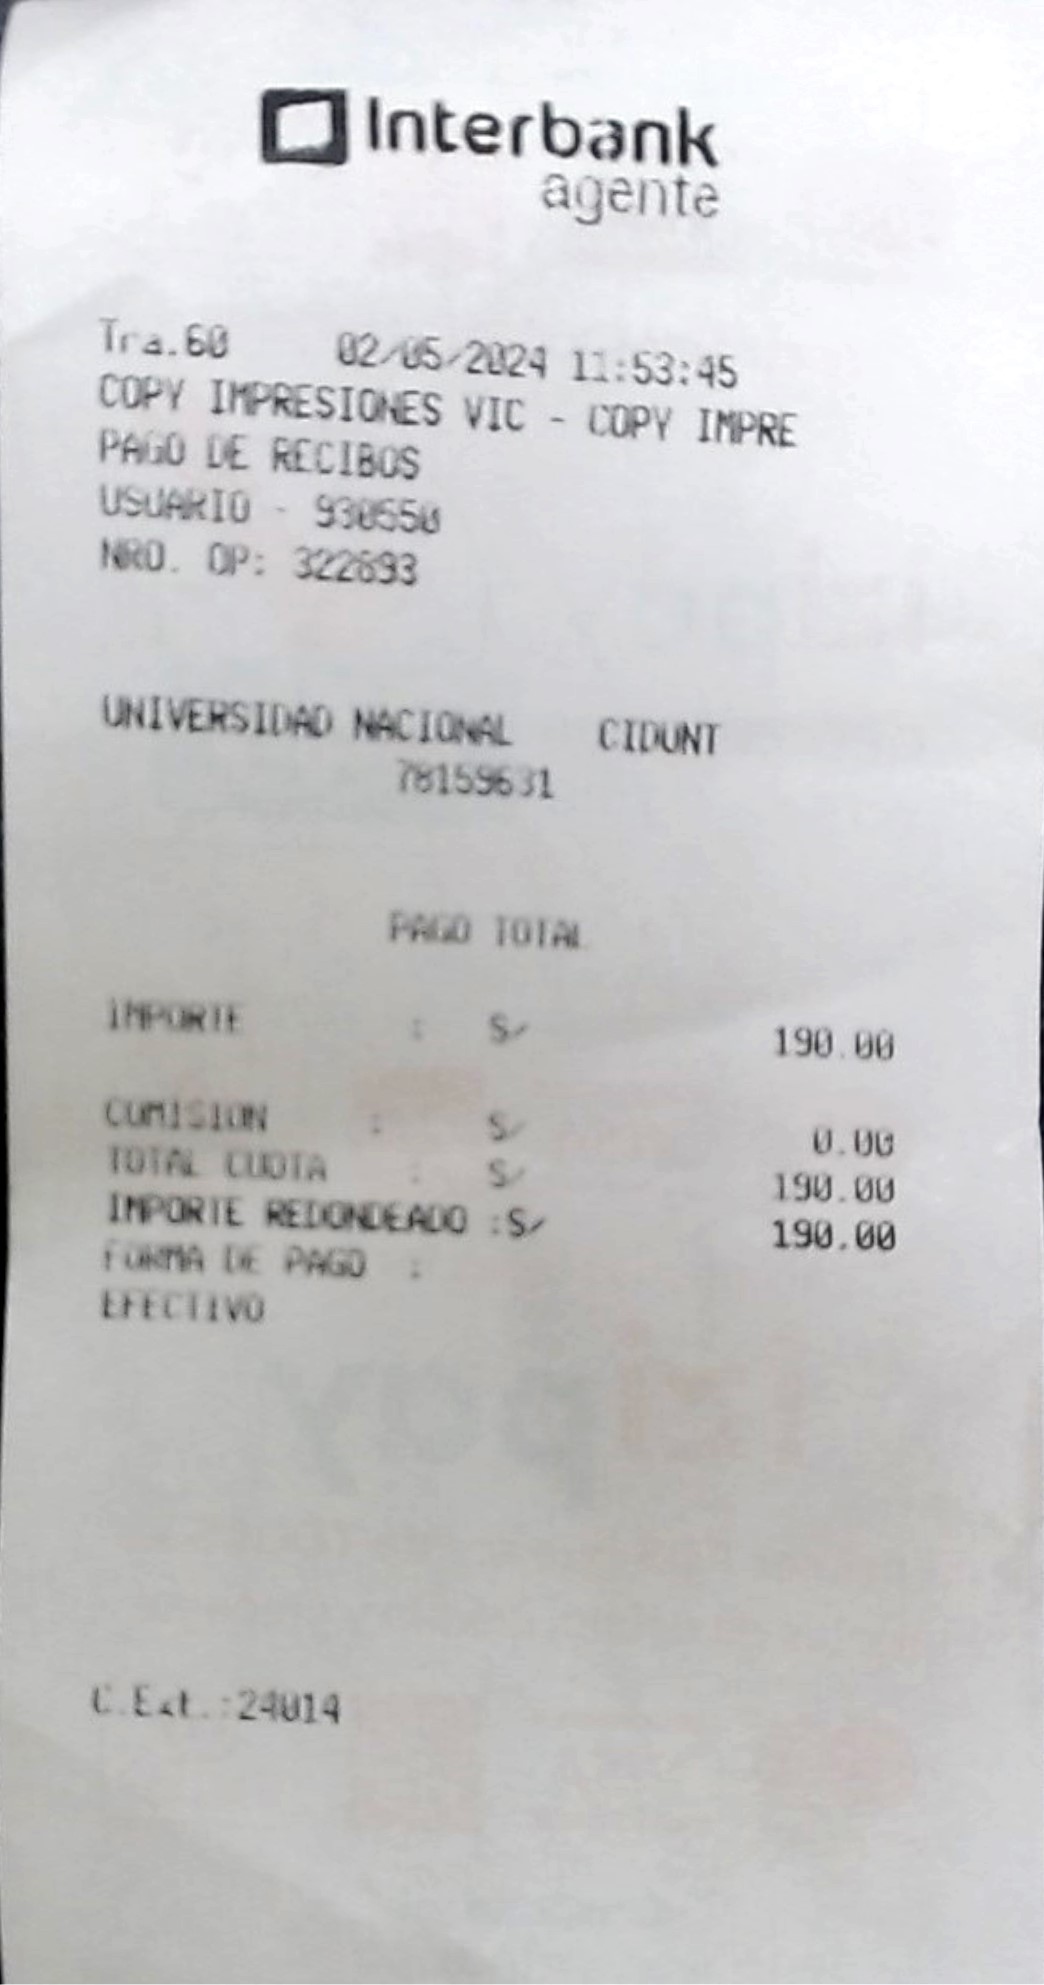 Interbank
agente
Tra.60 02/05/2024 11:53:45
COPY IMPRESIONES VIC - COPY IMPRE
PAGO DE RECIBOS
USUARIO - 930550
NRO. OP: 322693
UNIVERSIDAD NACIONAL CIDUNT
78159631
PAGO TOTAL
IMPORTE : S/ 190.00
COMISION : S/ 0.00
TOTAL CUOTA : S/ 190.00
IMPORTE REDONDEADO :S/ 190.00
FORMA DE PAGO :
EFECTIVO
C.Ext.:24014